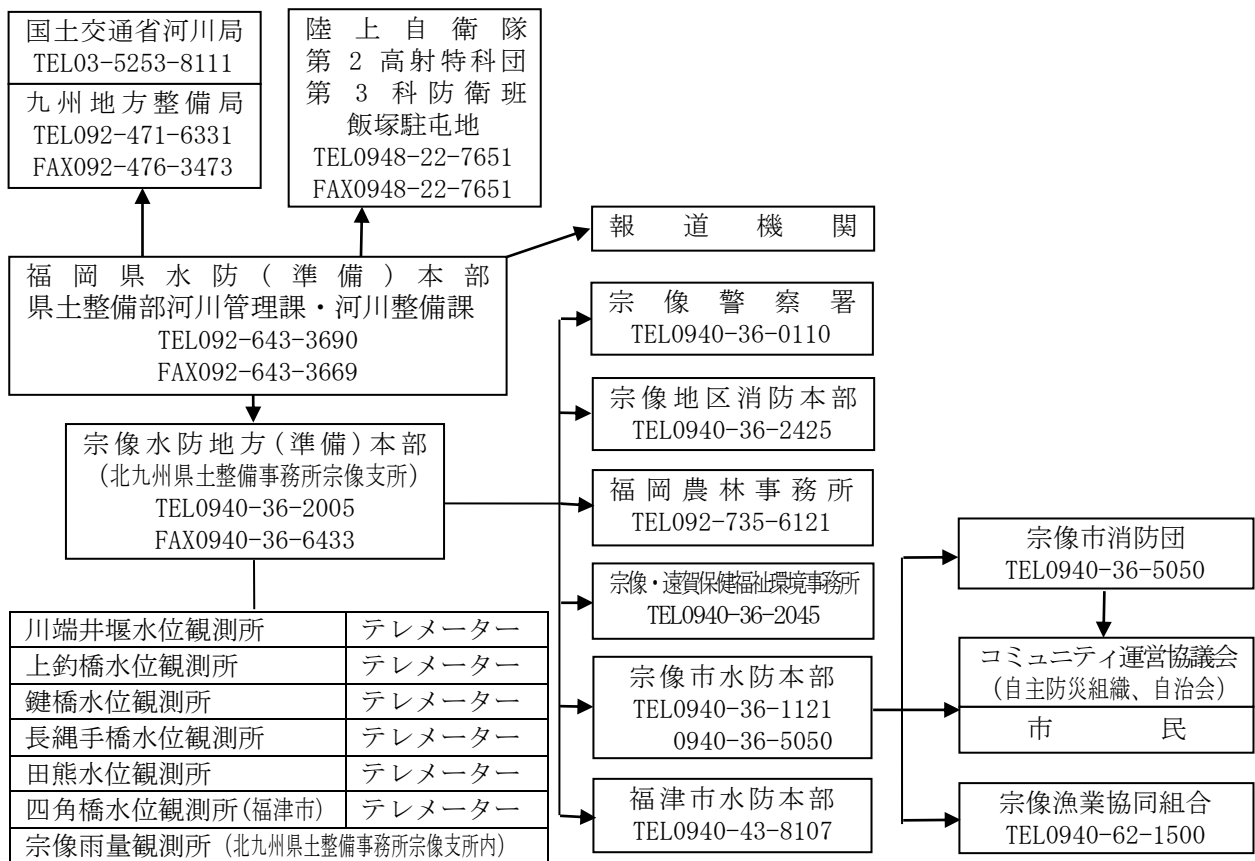 国土交通省河川局
TEL03-5253-8111
九州地方整備局
TEL092-471-6331
FAX092-476-3473
陸上自衛隊
第2高射特科団
第3科防衛班
飯塚駐屯地
TEL0948-22-7651
FAX0948-22-7651
報道機関
福岡県水防(準備)本部
県土整備部河川管理課・河川整備課
TEL092-643-3690
FAX092-643-3669
宗像警察署
TEL0940-36-0110
宗像地区消防本部
TEL0940-36-2425
宗像水防地方(準備)本部
(北九州県土整備事務所宗像支所)
TEL0940-36-2005
FAX0940-36-6433
福岡農林事務所
TEL092-735-6121
宗像・遠賀保健福祉環境事務所
TEL0940-36-2045
宗像市水防本部
TEL0940-36-1121
0940-36-5050
福津市水防本部
TEL0940-43-8107
宗像市消防団
TEL0940-36-5050
コミュニティ運営協議会
(自主防災組織、自治会)
市民
宗像漁業協同組合
TEL0940-62-1500
川端井堰水位観測所 テレメーター
上釣橋水位観測所 テレメーター
鍵橋水位観測所 テレメーター
長縄手橋水位観測所 テレメーター
田熊水位観測所 テレメーター
四角橋水位観測所(福津市) テレメーター
宗像雨量観測所 (北九州県土整備事務所宗像支所内)